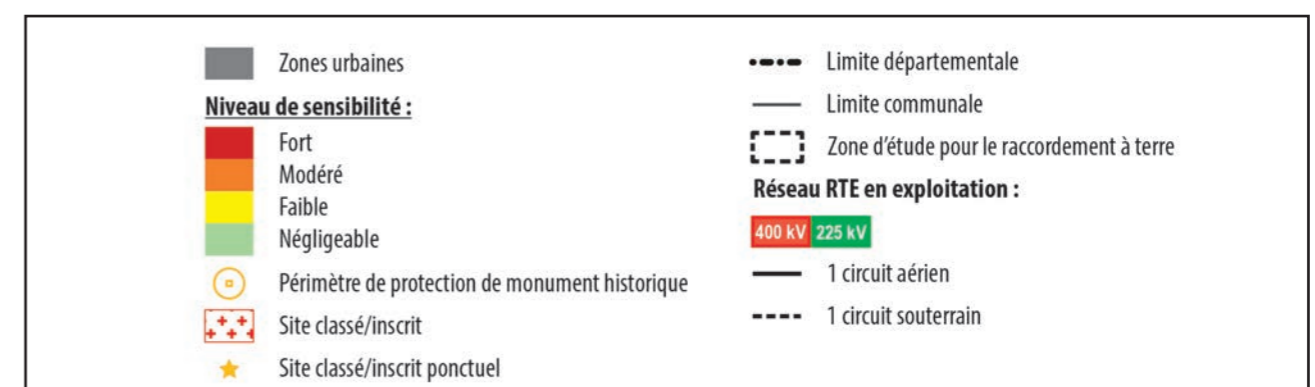 Zones urbaines
Niveau de sensibilité :
Fort
Modéré
Faible
Négligeable
Périmètre de protection de monument historique
Site classé/inscrit
Site classé/inscrit ponctuel
Limite départementale
Limite communale
Zone d’étude pour le raccordement à terre
Réseau RTE en exploitation :
400 kV 225 kV
1 circuit aérien
1 circuit souterrain